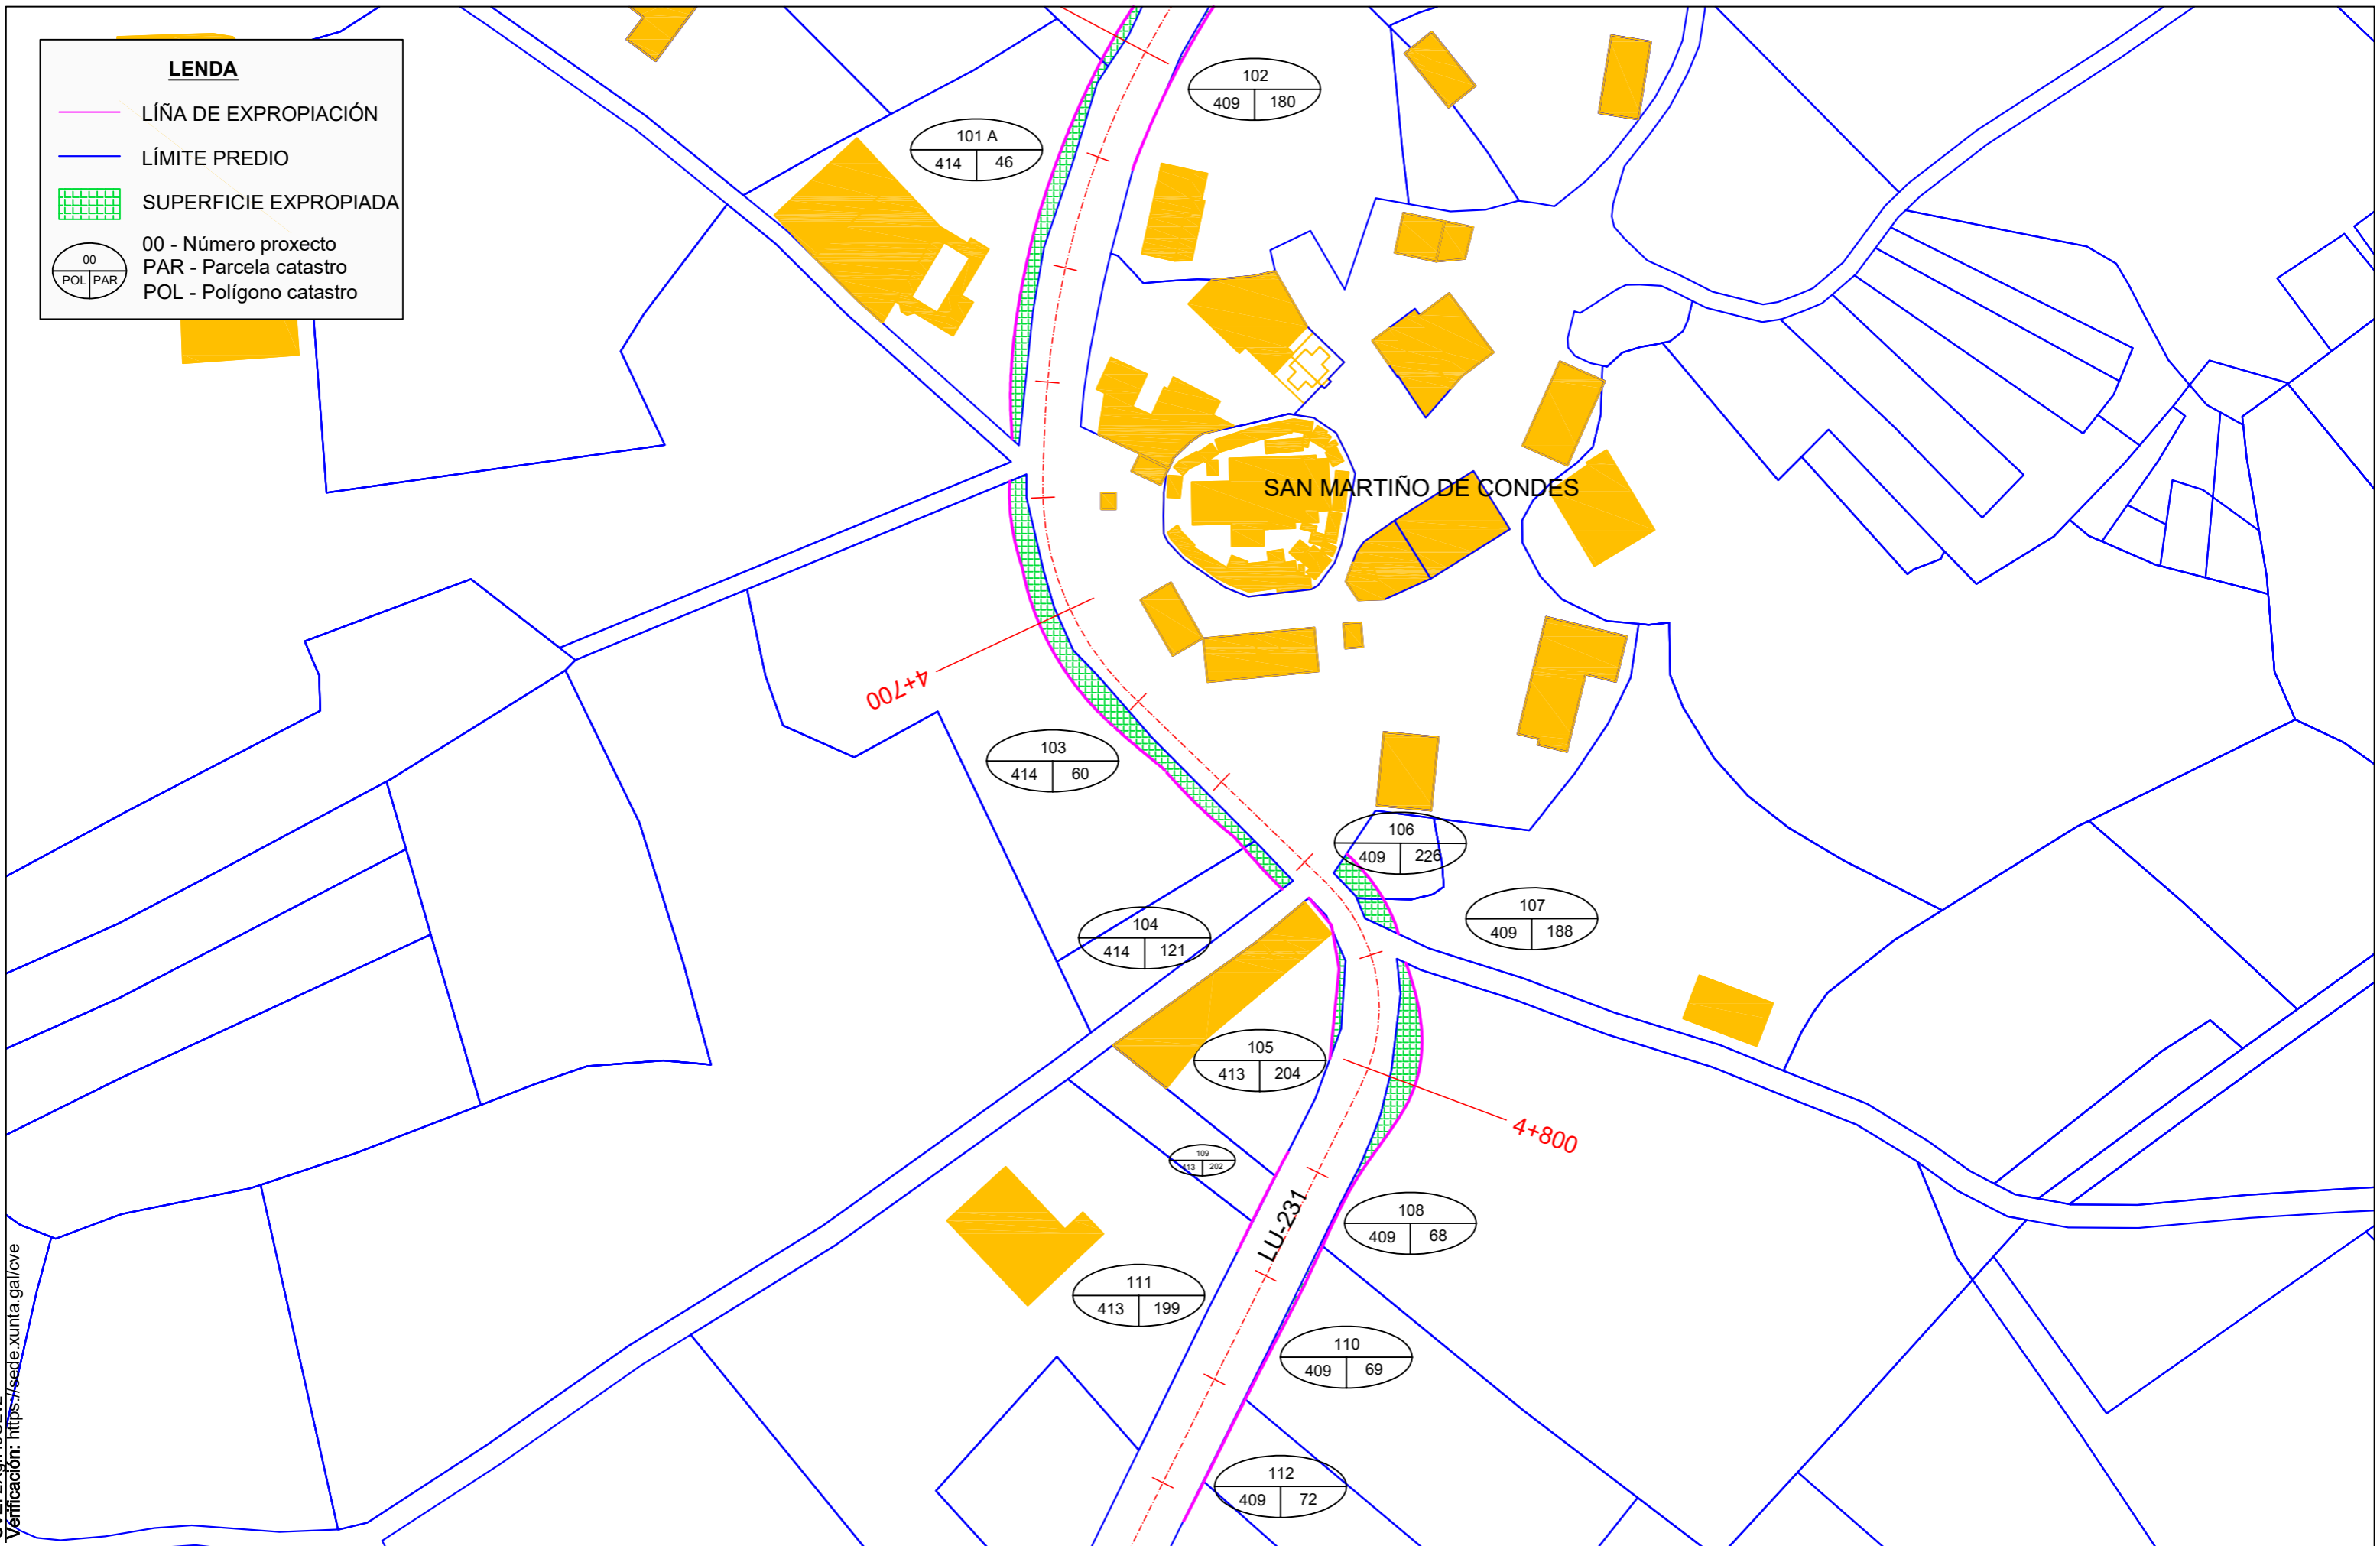 LENDA
LÍÑA DE EXPROPIACIÓN
LÍMITE PREDIO
SUPERFICIE EXPROPIADA
00
POL PAR
00 - Número proxecto
PAR - Parcela catastro
POL - Polígono catastro
102
409 180
101 A
414 46
SAN MARTIÑO DE CONDES
4+700
103
414 60
106
409 226
107
409 188
104
414 121
105
413 204
4+800
109
413 202
LU-231
108
409 68
111
413 199
110
409 69
112
409 72
Verificación: https://sede.xunta.gal/cve